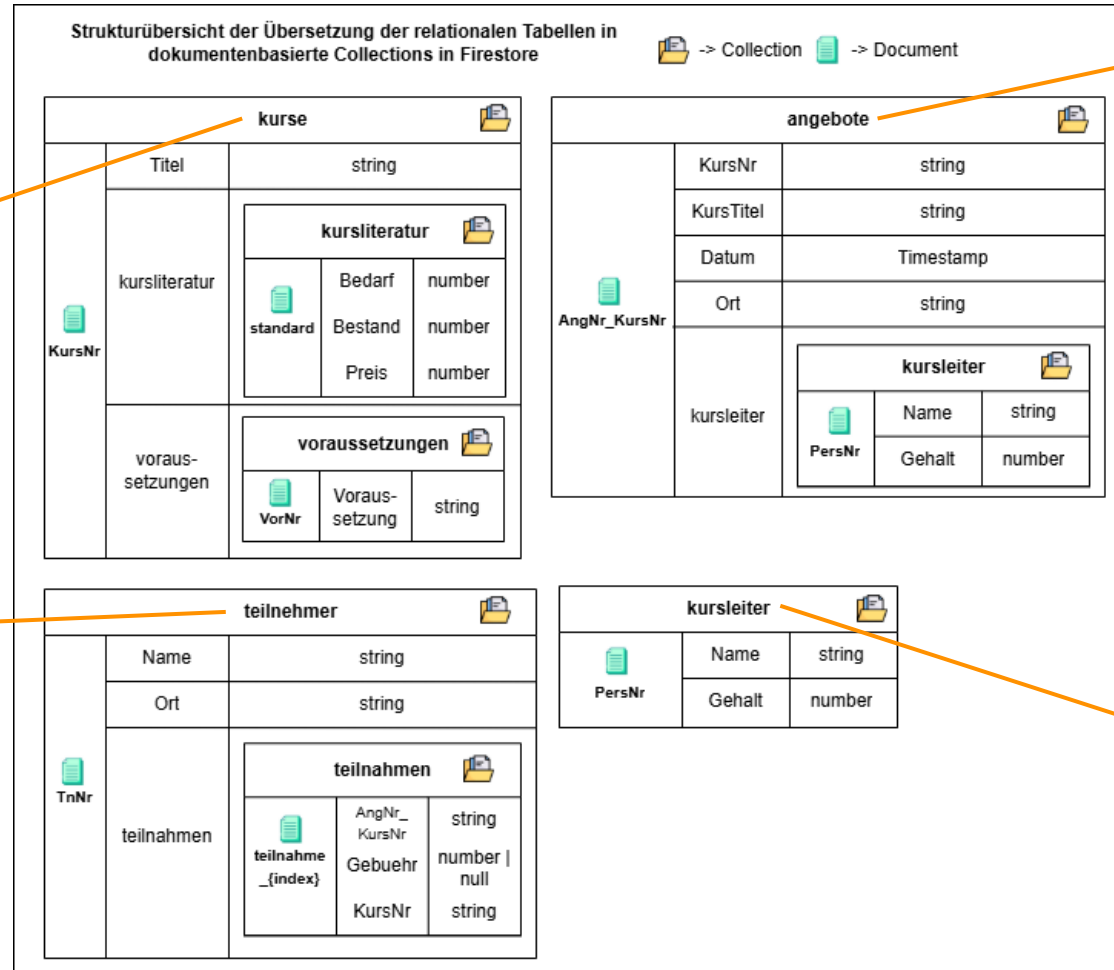 Strukturübersicht der Übersetzung der relationalen Tabellen in
dokumentenbasierte Collections in Firestore
-> Collection
-> Document
kurse
KursNr
Titel
string
kursliteratur
kursliteratur
standard
Bedarf
number
Bestand
number
Preis
number
voraus-
setzungen
voraussetzungen
VorNr
Voraus-
setzung
string
angebote
AngNr_KursNr
KursNr
string
KursTitel
string
Datum
Timestamp
Ort
string
kursleiter
kursleiter
PersNr
Name
string
Gehalt
number
teilnehmer
TnNr
Name
string
Ort
string
teilnahmen
teilnahmen
teilnahme
_{index}
AngNr_
KursNr
string
Gebuehr
number |
null
KursNr
string
kursleiter
PersNr
Name
string
Gehalt
number